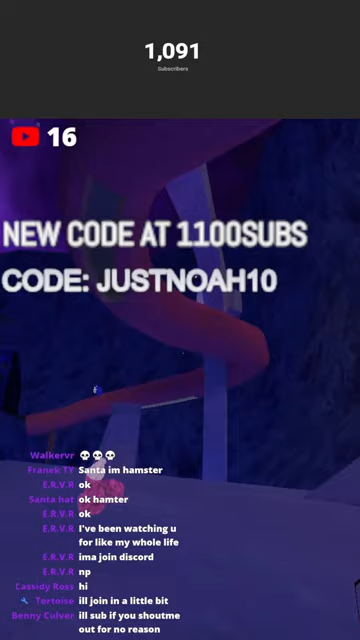 1,091
Subscribers
16
NEW CODE AT 1100SUBS
CODE: JUSTNOAH10
Walkervr 💀💀💀
Franek TY Santa im hamster
E.R.V.R ok
Santa hat ok hamter
E.R.V.R ok
E.R.V.R I've been watching u
for like my whole life
E.R.V.R ima join discord
E.R.V.R np
Cassidy Ross hi
Tortoise ill join in a little bit
Benny Culver ill sub if you shoutme
out for no reason